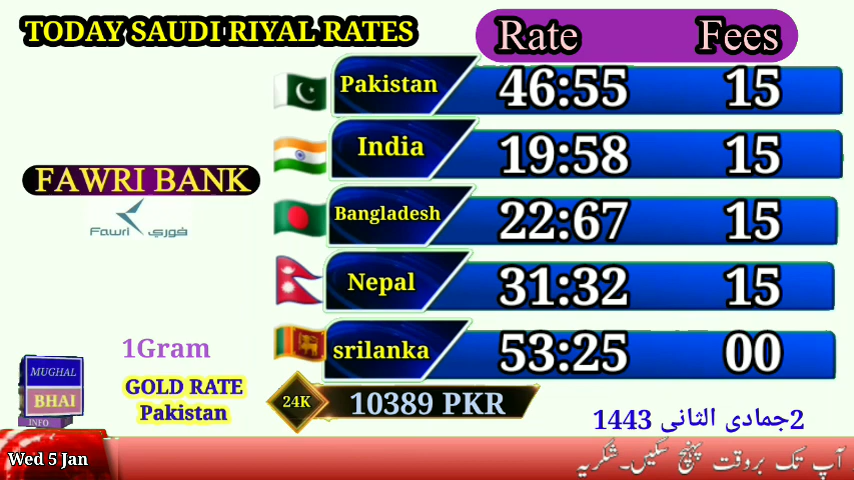 TODAY SAUDI RIYAL RATES
Rate Fees
Pakistan 46:55 15
India 19:58 15
FAWRI BANK
Fawri فوري
Bangladesh 22:67 15
Nepal 31:32 15
srilanka 53:25 00
1Gram
GOLD RATE
Pakistan
24K 10389 PKR
MUGHAL
BHAI
INFO
2جمادی الثانی 1443
Wed 5 Jan
آپ تک بروقت پہنچ سکیں۔شکریہ